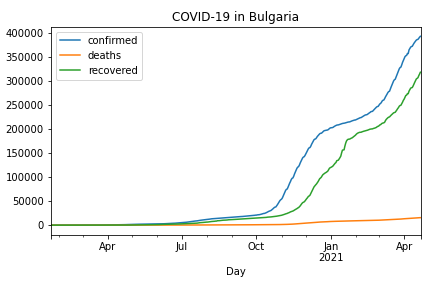 COVID-19 in Bulgaria
confirmed
deaths
recovered
400000
350000
300000
250000
200000
150000
100000
50000
0
Apr Jul Oct Jan Apr
2021
Day